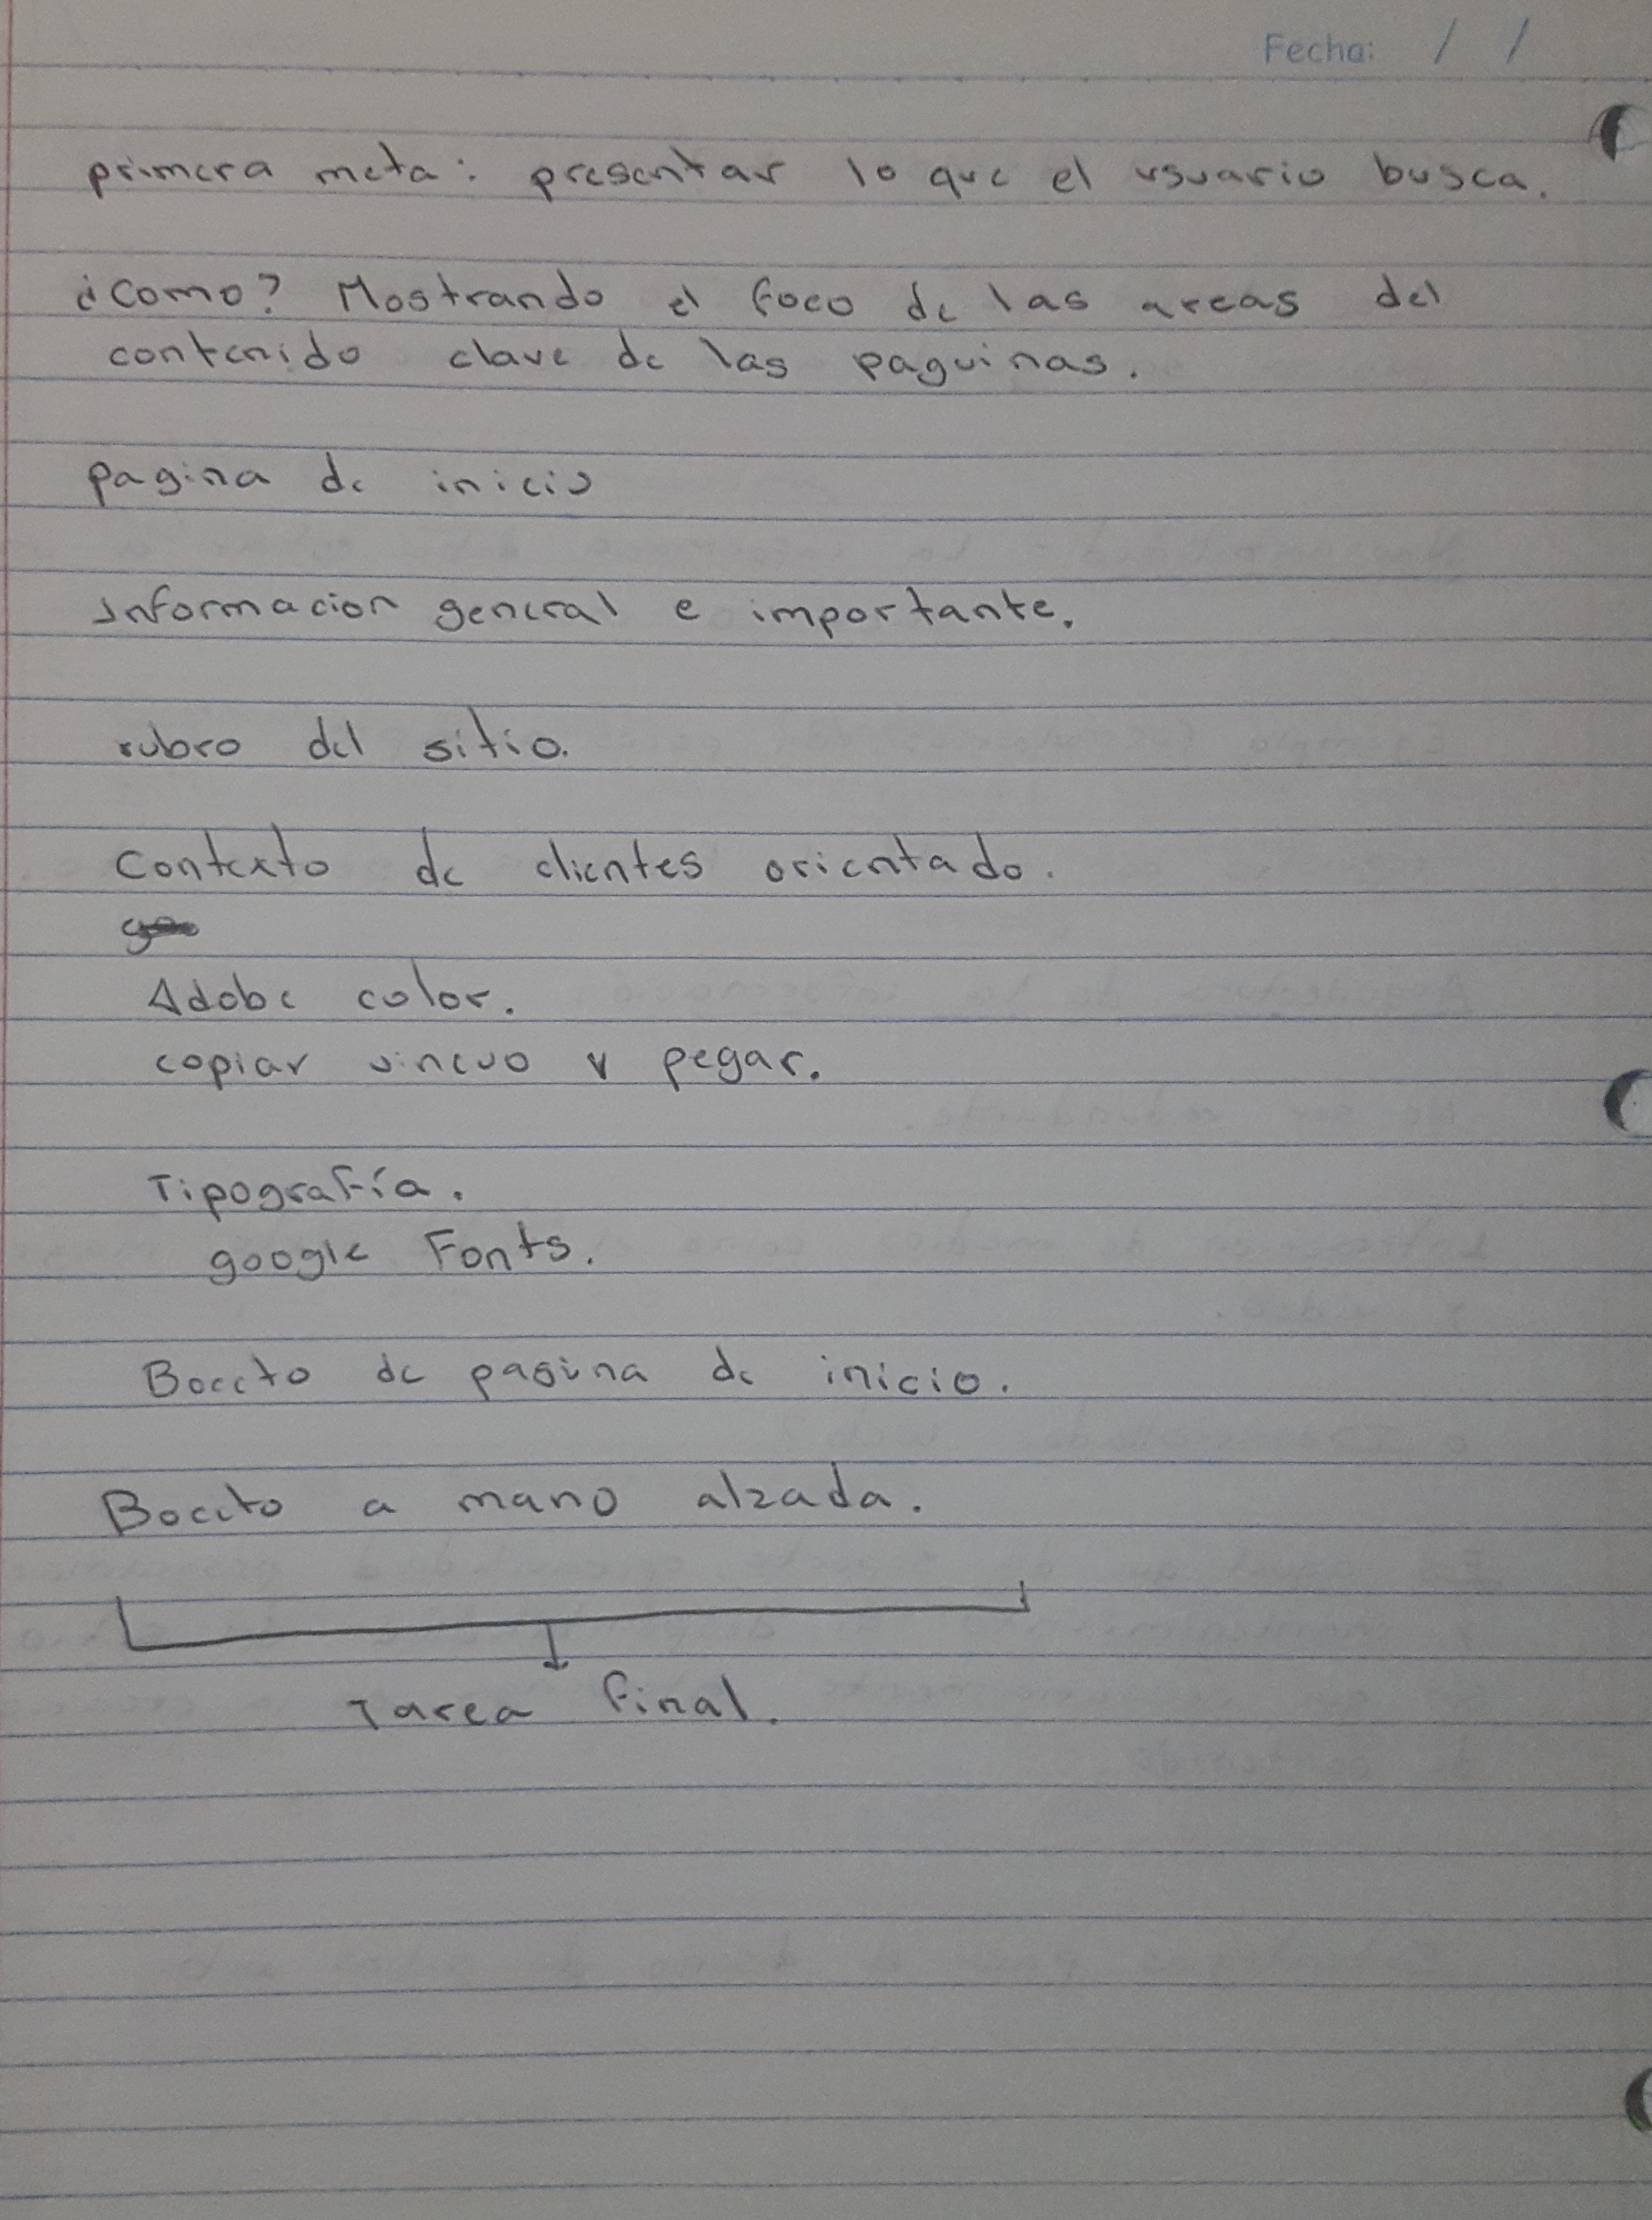 Fecha: / /
primera meta: presentar lo que el usuario busca.
¿como? Mostrando el foco de las areas del
contenido clave de las paguinas.
pagina de inicio
Informacion general e importante.
rubro del sitio.
Contexto de clientes orientado.
Adobe color.
copiar vincuo y pegar.
Tipografía.
google Fonts.
Boceto de pagina de inicio.
Boceto a mano alzada.
Tarea final.